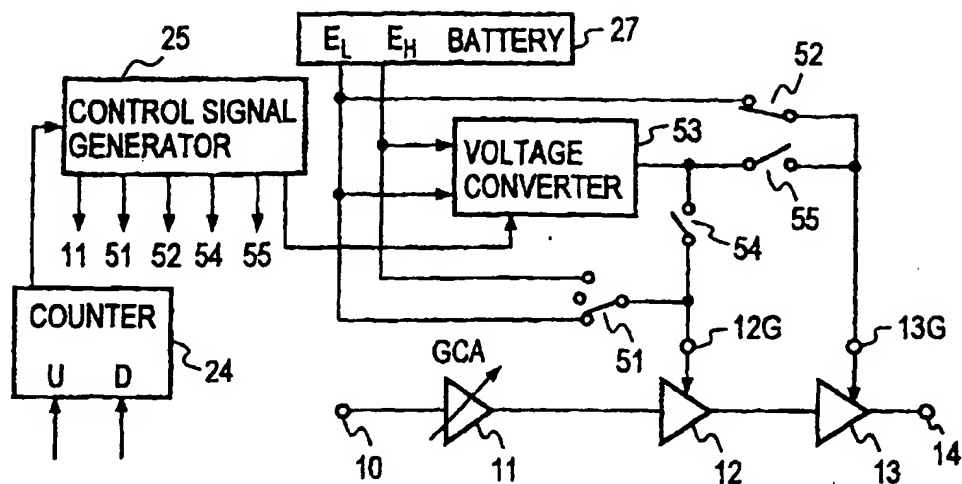 E_L E_H BATTERY
27
25
52
CONTROL SIGNAL
GENERATOR
VOLTAGE
CONVERTER
53
55
54
11 51 52 54 55
COUNTER
U D
24
51
12G
13G
GCA
10
11
12
13
14